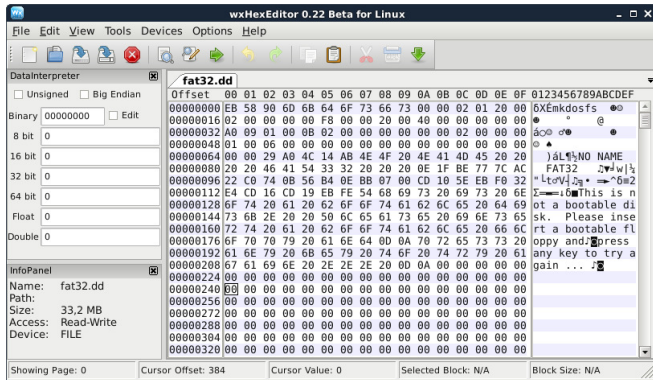 wxHexEditor 0.22 Beta for Linux
File Edit View Tools Devices Options Help
DataInterpreter
Unsigned Big Endian
Binary 00000000 Edit
8 bit 0
16 bit 0
32 bit 0
64 bit 0
Float 0
Double 0
InfoPanel
Name: fat32.dd
Path:
Size: 33,2 MB
Access: Read-Write
Device: FILE
fat32.dd
Offset 00 01 02 03 04 05 06 07 08 09 0A 0B 0C 0D 0E 0F 0123456789ABCDEF
00000000 EB 58 90 6D 6B 64 6F 73 66 73 00 00 02 01 20 00 δXÉmkdosfs ☻☺
00000016 02 00 00 00 00 F8 00 00 20 00 40 00 00 00 00 00 ☻ ° @
00000032 A0 09 01 00 0B 02 00 00 00 00 00 00 02 00 00 00 á○☺ ♂☻ ☻
00000048 01 00 06 00 00 00 00 00 00 00 00 00 00 00 00 00 ☺ ♠
00000064 00 00 29 A0 4C 14 AB 4E 4F 20 4E 41 4D 45 20 20 )áL¶½NO NAME
00000080 20 20 46 41 54 33 32 20 20 20 0E 1F BE 77 7C AC FAT32 ♫▼╛w|¼
00000096 22 C0 74 0B 56 B4 0E BB 07 00 CD 10 5E EB F0 32 "└t♂V┤♫╗• ═►^δ≡2
00000112 E4 CD 16 CD 19 EB FE 54 68 69 73 20 69 73 20 6E Σ═▬═↓δ■This is n
00000128 6F 74 20 61 20 62 6F 6F 74 61 62 6C 65 20 64 69 ot a bootable di
00000144 73 6B 2E 20 20 50 6C 65 61 73 65 20 69 6E 73 65 sk.  Please inse
00000160 72 74 20 61 20 62 6F 6F 74 61 62 6C 65 20 66 6C rt a bootable fl
00000176 6F 70 70 79 20 61 6E 64 0D 0A 70 72 65 73 73 20 oppy and♪◙press
00000192 61 6E 79 20 6B 65 79 20 74 6F 20 74 72 79 20 61 any key to try a
00000208 67 61 69 6E 20 2E 2E 2E 20 0D 0A 00 00 00 00 00 gain ... ♪◙
00000224 00 00 00 00 00 00 00 00 00 00 00 00 00 00 00 00
00000240 00 00 00 00 00 00 00 00 00 00 00 00 00 00 00 00
00000256 00 00 00 00 00 00 00 00 00 00 00 00 00 00 00 00
00000272 00 00 00 00 00 00 00 00 00 00 00 00 00 00 00 00
00000288 00 00 00 00 00 00 00 00 00 00 00 00 00 00 00 00
00000304 00 00 00 00 00 00 00 00 00 00 00 00 00 00 00 00
00000320 00 00 00 00 00 00 00 00 00 00 00 00 00 00 00 00
Showing Page: 0 Cursor Offset: 384 Cursor Value: 0 Selected Block: N/A Block Size: N/A